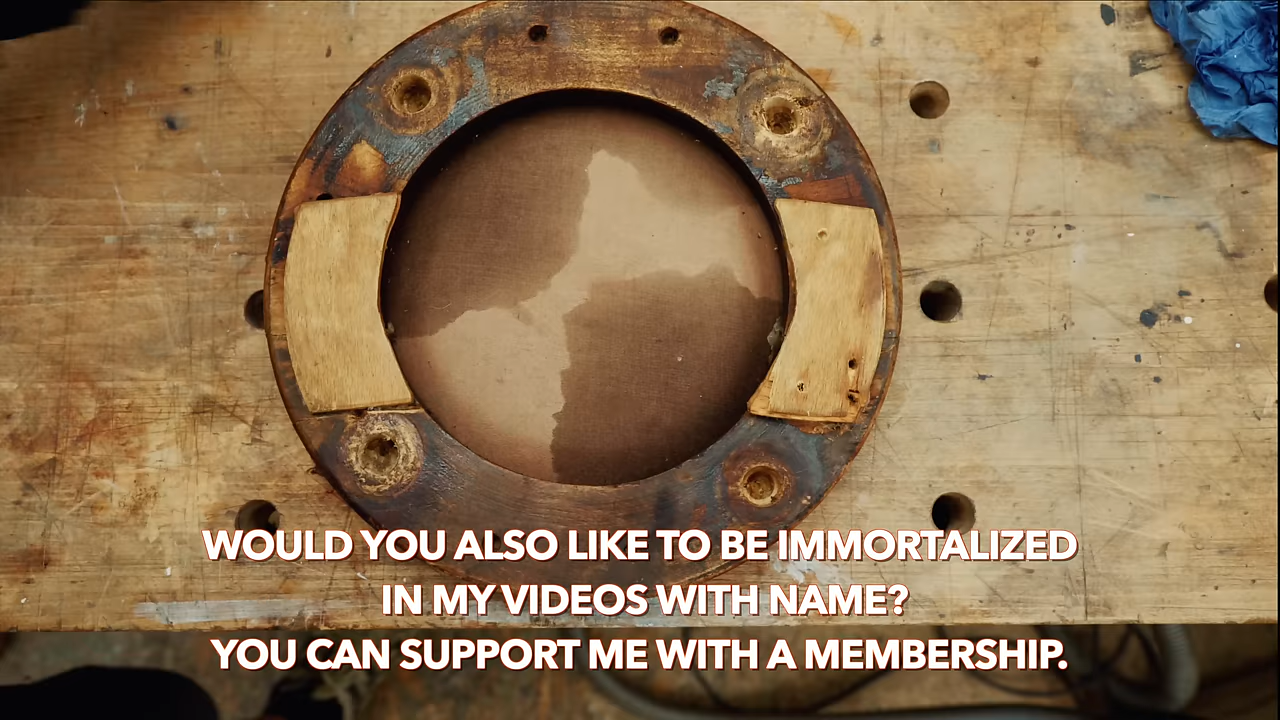 WOULD YOU ALSO LIKE TO BE IMMORTALIZED
IN MY VIDEOS WITH NAME?
YOU CAN SUPPORT ME WITH A MEMBERSHIP.